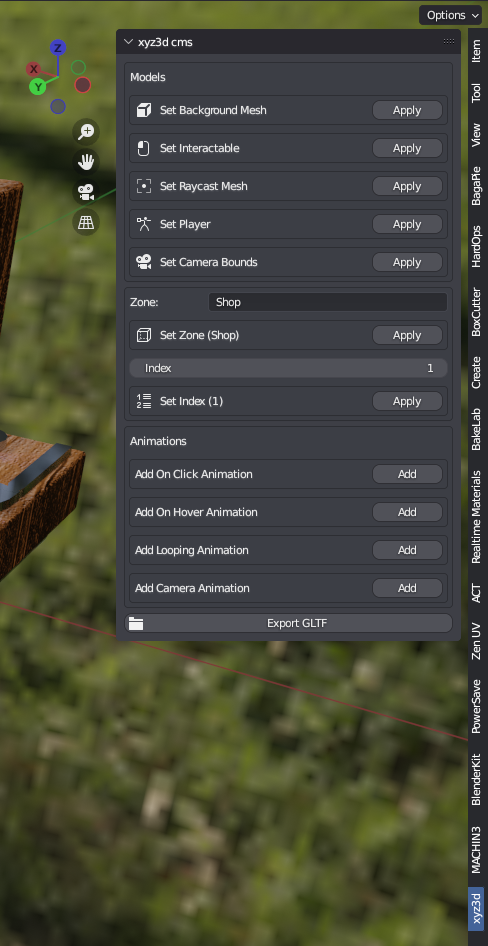 Options
xyz3d cms
Z
X
Y
Models
Set Background Mesh Apply
Set Interactable Apply
Set Raycast Mesh Apply
Set Player Apply
Set Camera Bounds Apply
Zone: Shop
Set Zone (Shop) Apply
Index 1
Set Index (1) Apply
Animations
Add On Click Animation Add
Add On Hover Animation Add
Add Looping Animation Add
Add Camera Animation Add
Export GLTF
Item
Tool
View
BagaPie
HardOps
BoxCutter
Create
BakeLab
Realtime Materials
ACT
Zen UV
PowerSave
BlenderKit
MACHIN3
xyz3d